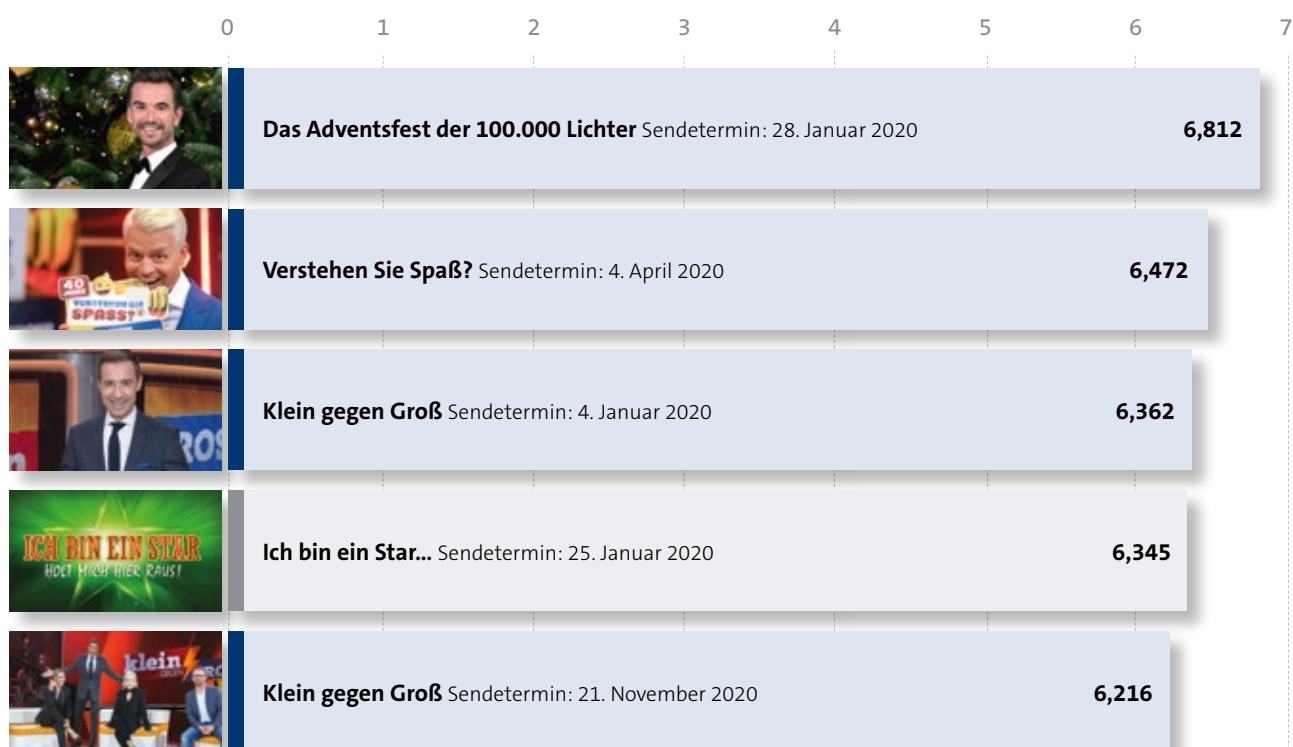 0 1 2 3 4 5 6 7
Das Adventsfest der 100.000 Lichter Sendetermin: 28. Januar 2020 6,812
40
VERSTEHEN SIE
SPASS?
Verstehen Sie Spaß? Sendetermin: 4. April 2020 6,472
ROS
Klein gegen Groß Sendetermin: 4. Januar 2020 6,362
ICH BIN EIN STAR
HOLT MICH HIER RAUS!
Ich bin ein Star... Sendetermin: 25. Januar 2020 6,345
klein
Klein gegen Groß Sendetermin: 21. November 2020 6,216